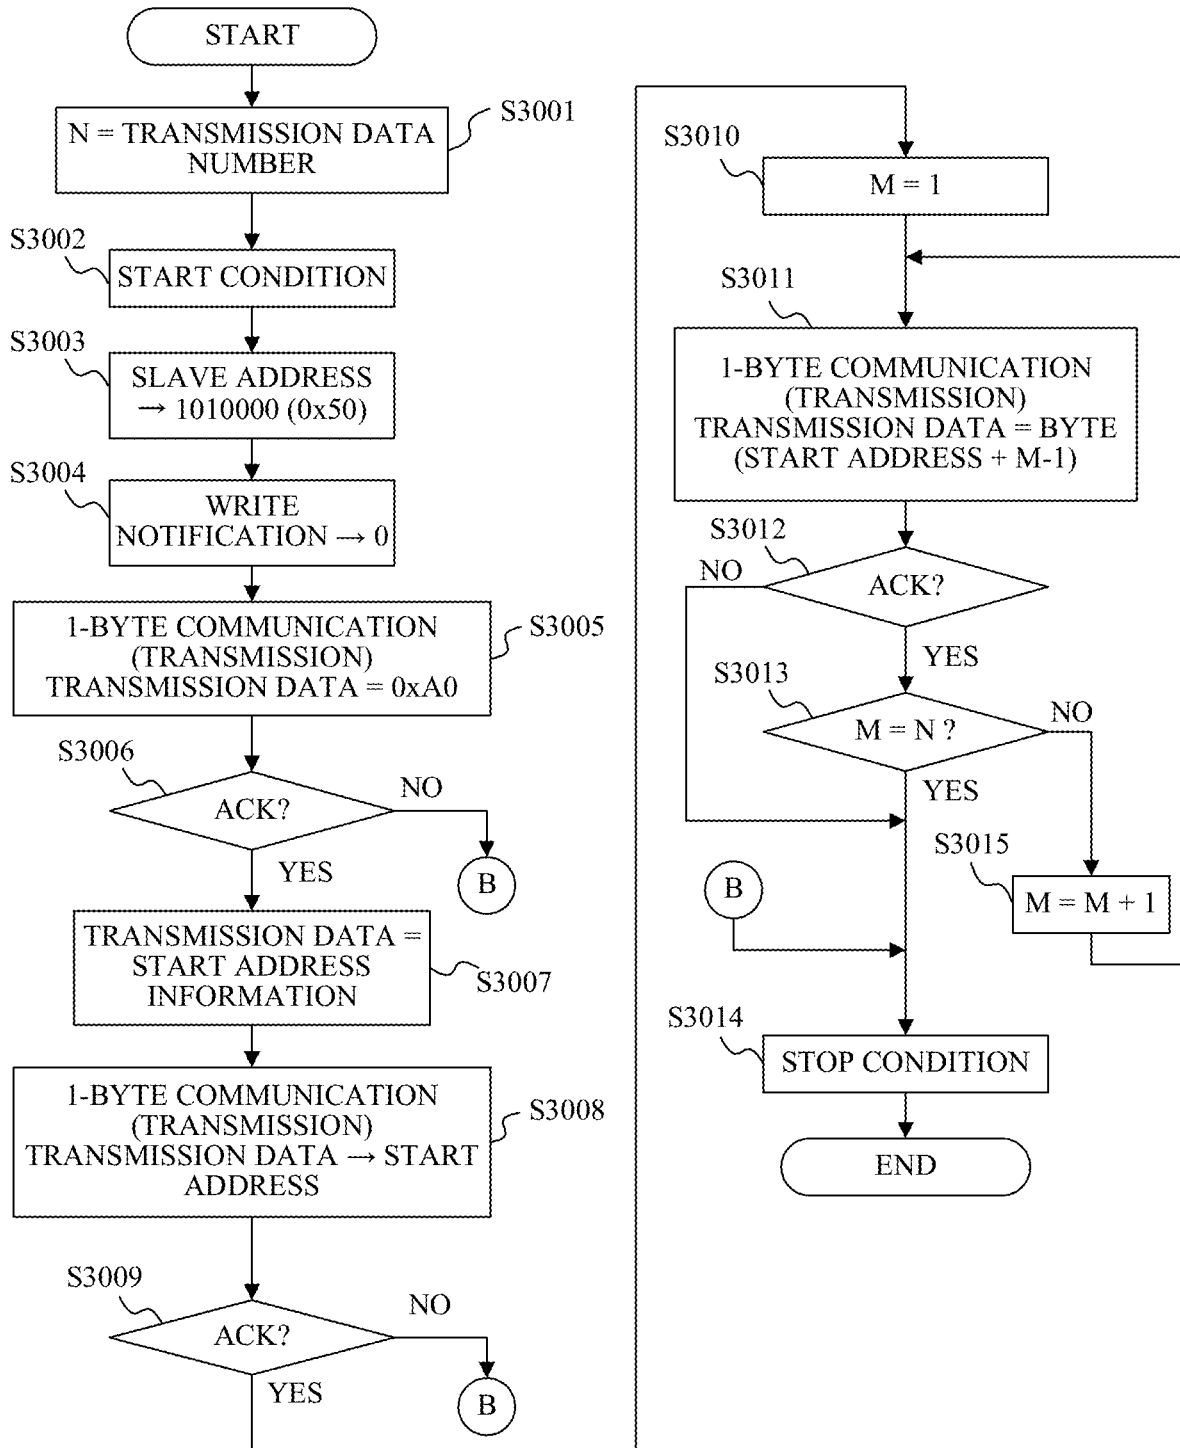 START
S3001
N = TRANSMISSION DATA
NUMBER
S3002
START CONDITION
S3003
SLAVE ADDRESS
→ 1010000 (0x50)
S3004
WRITE
NOTIFICATION → 0
1-BYTE COMMUNICATION
(TRANSMISSION)
TRANSMISSION DATA = 0xA0
S3005
S3006
ACK?
NO
B
YES
TRANSMISSION DATA =
START ADDRESS
INFORMATION
S3007
1-BYTE COMMUNICATION
(TRANSMISSION)
TRANSMISSION DATA → START
ADDRESS
S3008
S3009
ACK?
NO
B
YES
S3010
M = 1
S3011
1-BYTE COMMUNICATION
(TRANSMISSION)
TRANSMISSION DATA = BYTE
(START ADDRESS + M-1)
S3012
NO
ACK?
YES
S3013
M = N ?
NO
YES
S3015
M = M + 1
B
S3014
STOP CONDITION
END